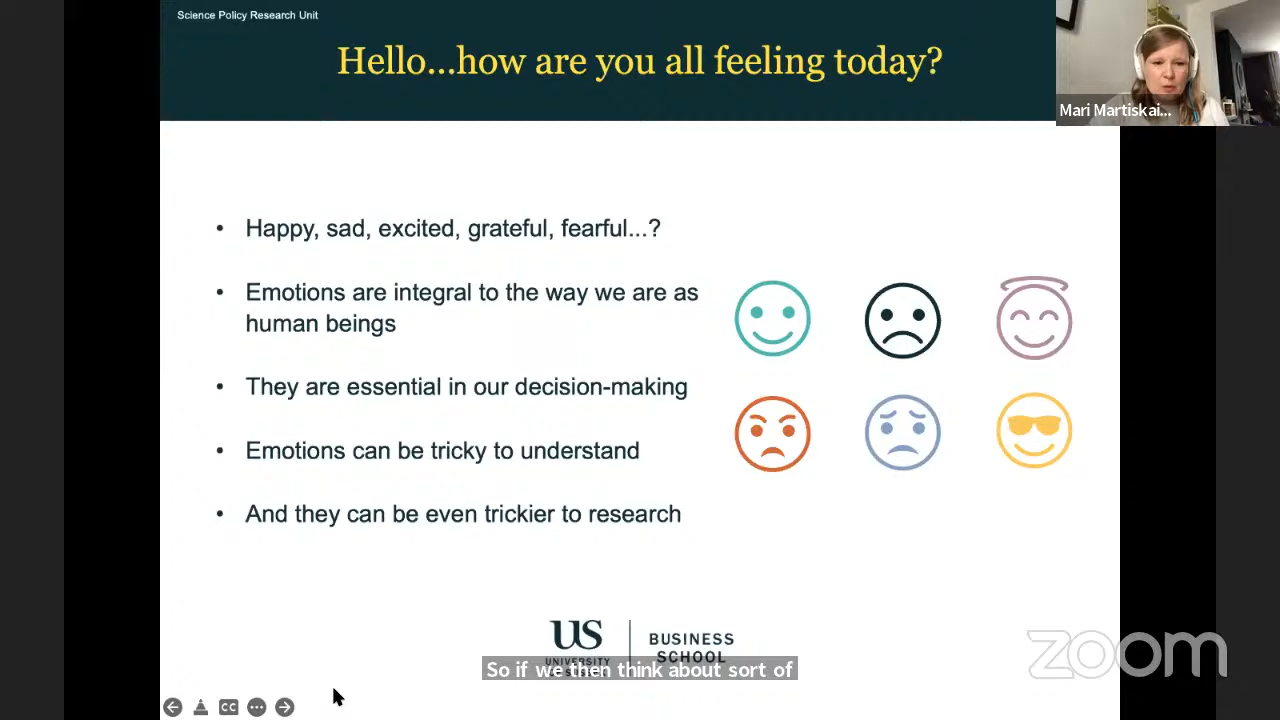 Science Policy Research Unit
Hello...how are you all feeling today?
Mari Martiskai...
• Happy, sad, excited, grateful, fearful...?
• Emotions are integral to the way we are as
human beings
• They are essential in our decision-making
• Emotions can be tricky to understand
• And they can be even trickier to research
US
BUSINESS
SCHOOL
UNIVERSITY
So if we then think about sort of
zoom
CC